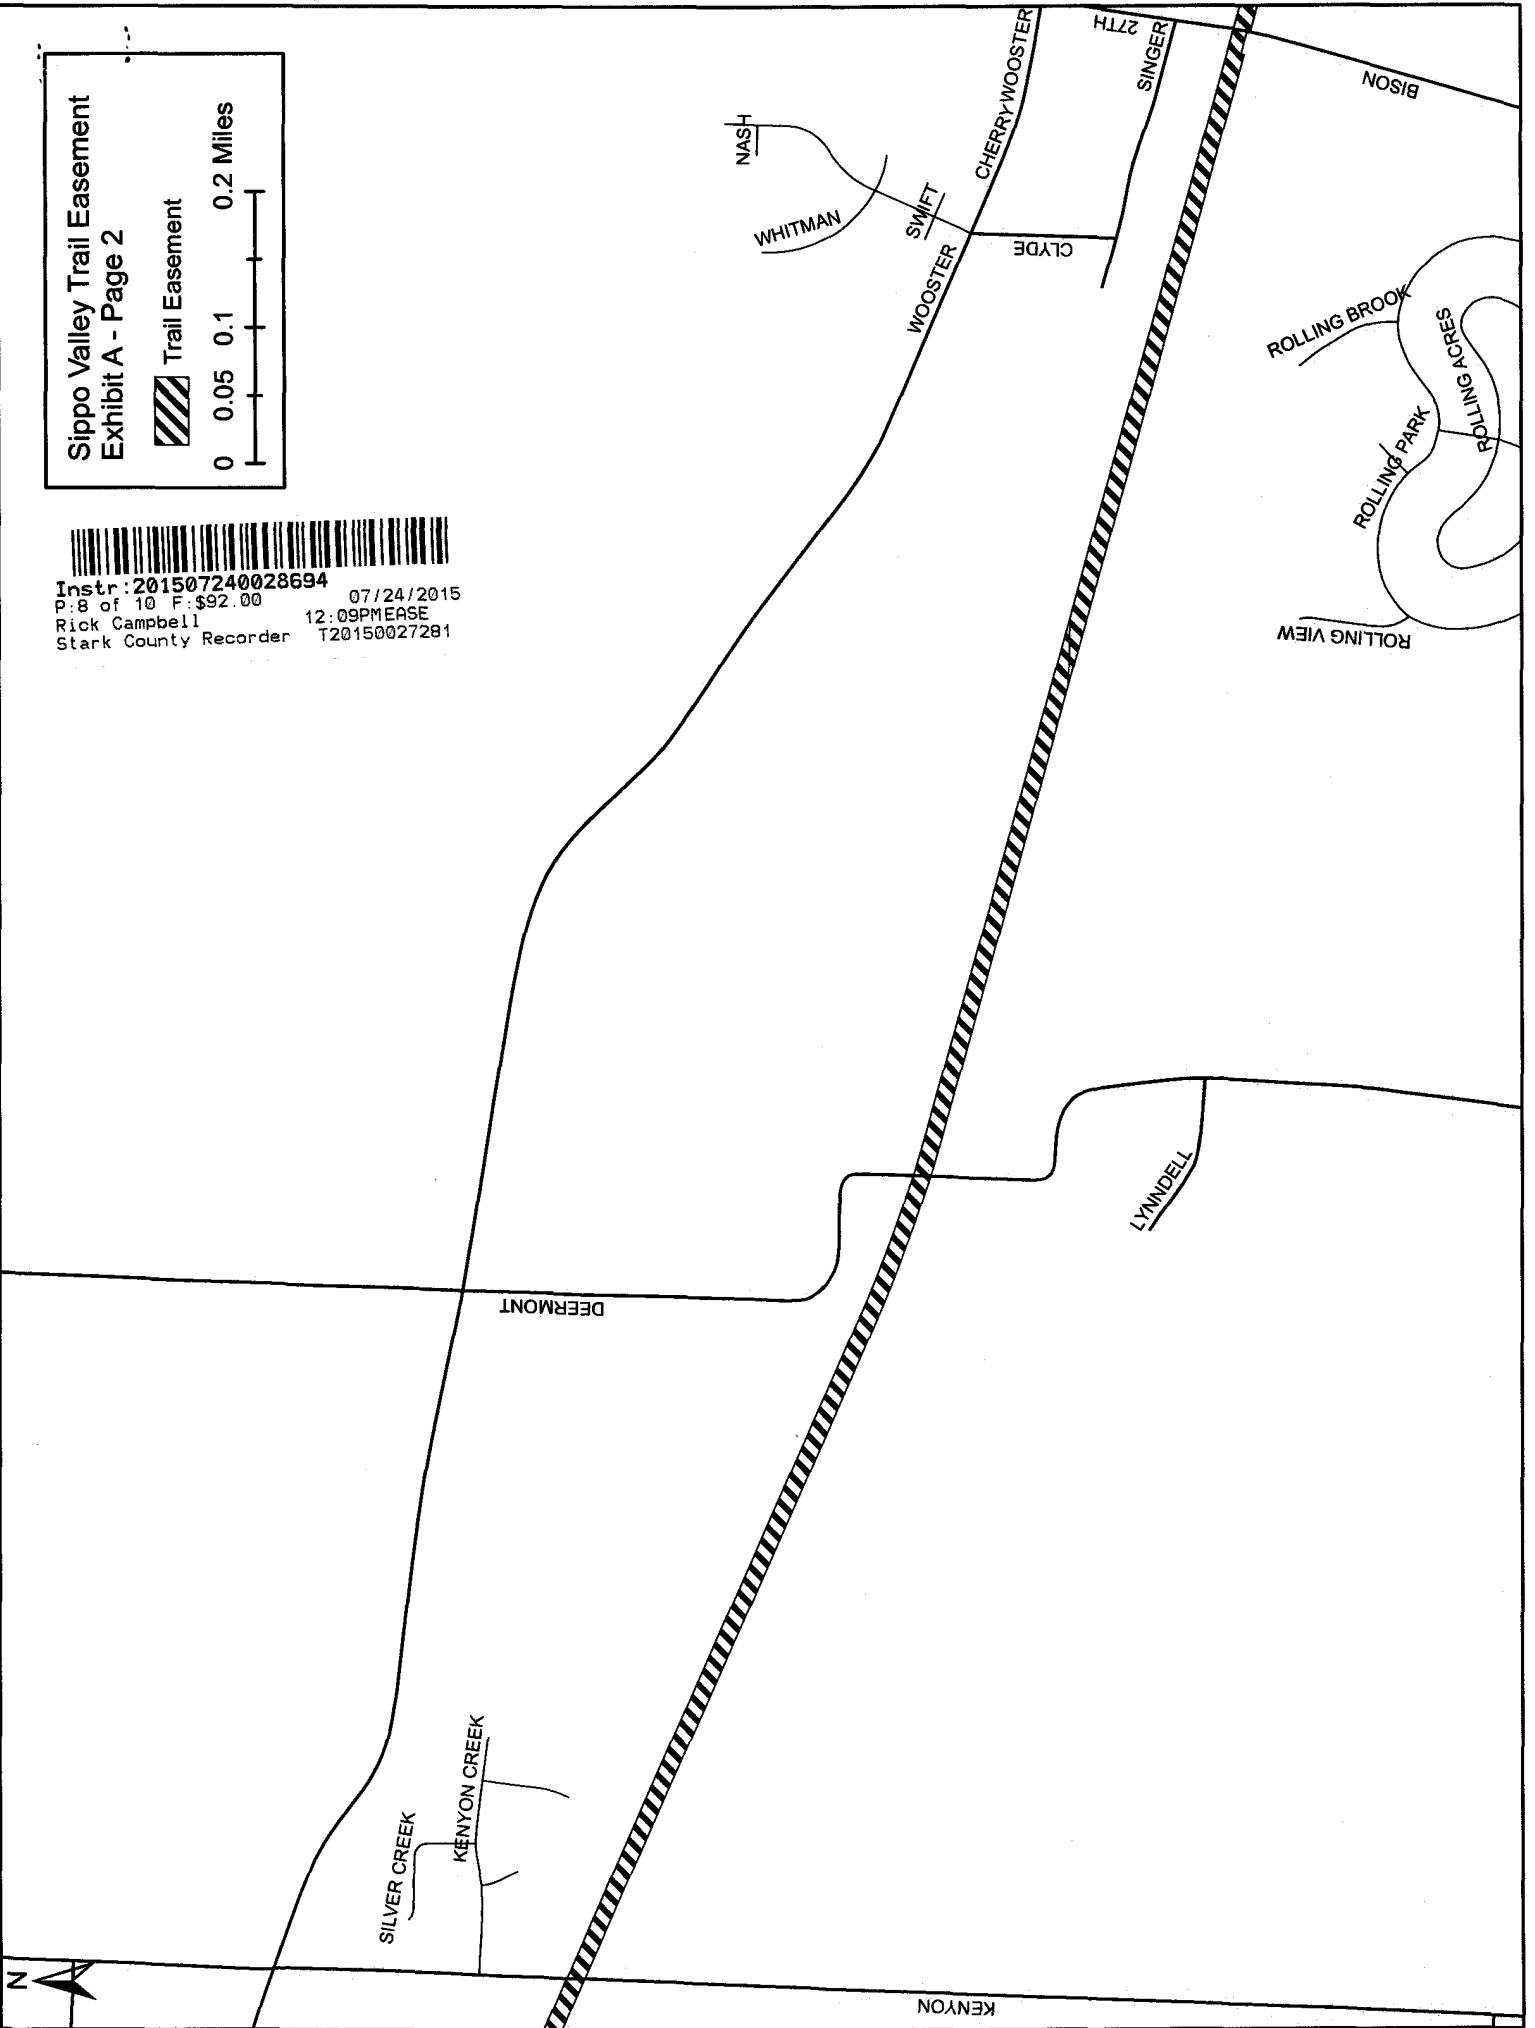 Sippo Valley Trail Easement
Exhibit A - Page 2
Trail Easement
0 0.05 0.1 0.2 Miles
Instr:201507240028694
P:8 of 10 F:$92.00 07/24/2015
Rick Campbell 12:09PM EASE
Stark County Recorder T20150027281
N
SILVER CREEK
KENYON CREEK
KENYON
DEERMONT
LYNNDELL
NASH
WHITMAN
SWIFT
WOOSTER
CHERRY WOOSTER
CLYDE
27TH
SINGER
BISON
ROLLING BROOK
ROLLING ACRES
ROLLING PARK
ROLLING VIEW